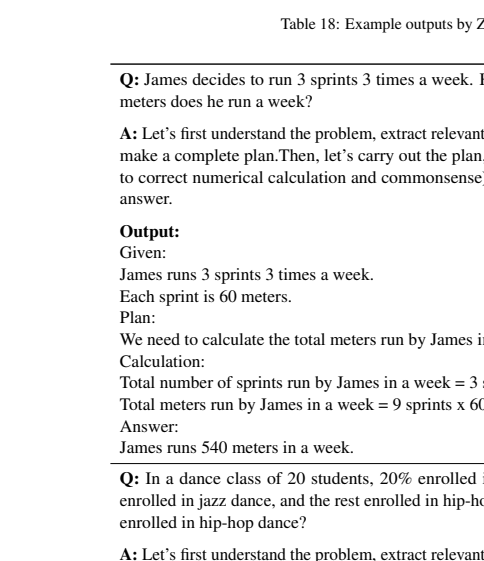 Table 18: Example outputs by Z
Q: James decides to run 3 sprints 3 times a week.
meters does he run a week?
A: Let's first understand the problem, extract relevant
make a complete plan.Then, let's carry out the plan,
to correct numerical calculation and commonsense)
answer.
Output:
Given:
James runs 3 sprints 3 times a week.
Each sprint is 60 meters.
Plan:
We need to calculate the total meters run by James
Calculation:
Total number of sprints run by James in a week = 3
Total meters run by James in a week = 9 sprints x 60
Answer:
James runs 540 meters in a week.
Q: In a dance class of 20 students, 20% enrolled
enrolled in jazz dance, and the rest enrolled in
enrolled in hip-hop dance?
A: Let's first understand the problem, extract relevant